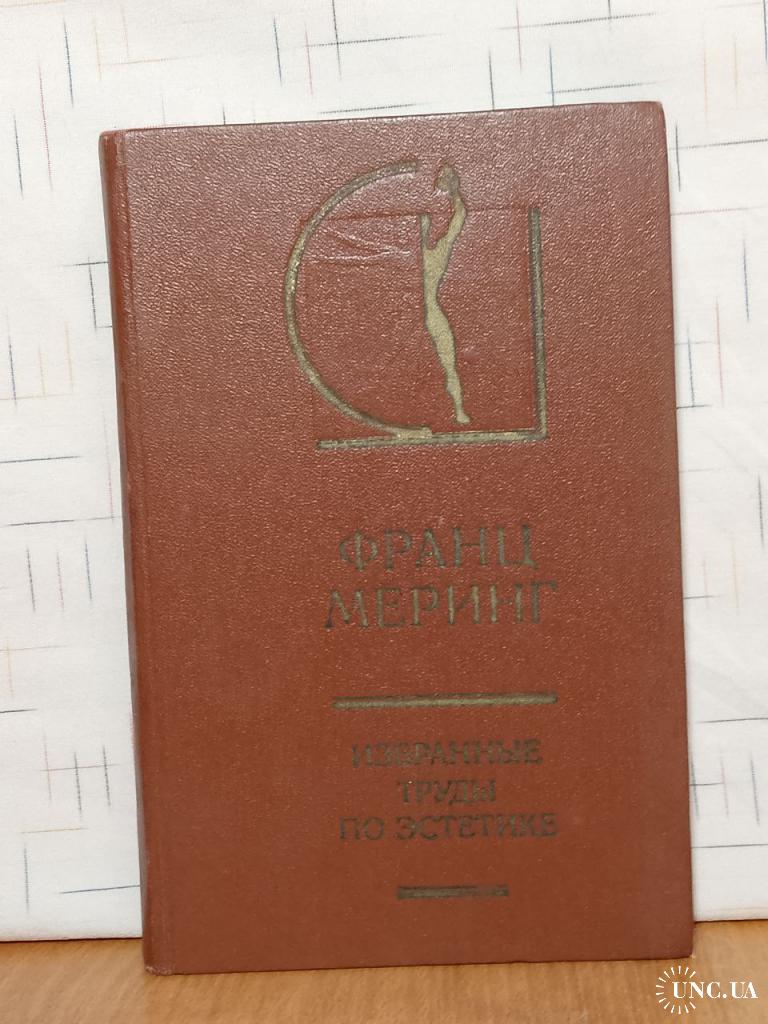 ФРАНЦ
МЕРИНГ
ИЗБРАННЫЕ
ТРУДЫ
ПО ЭСТЕТИКЕ
UNC.UA